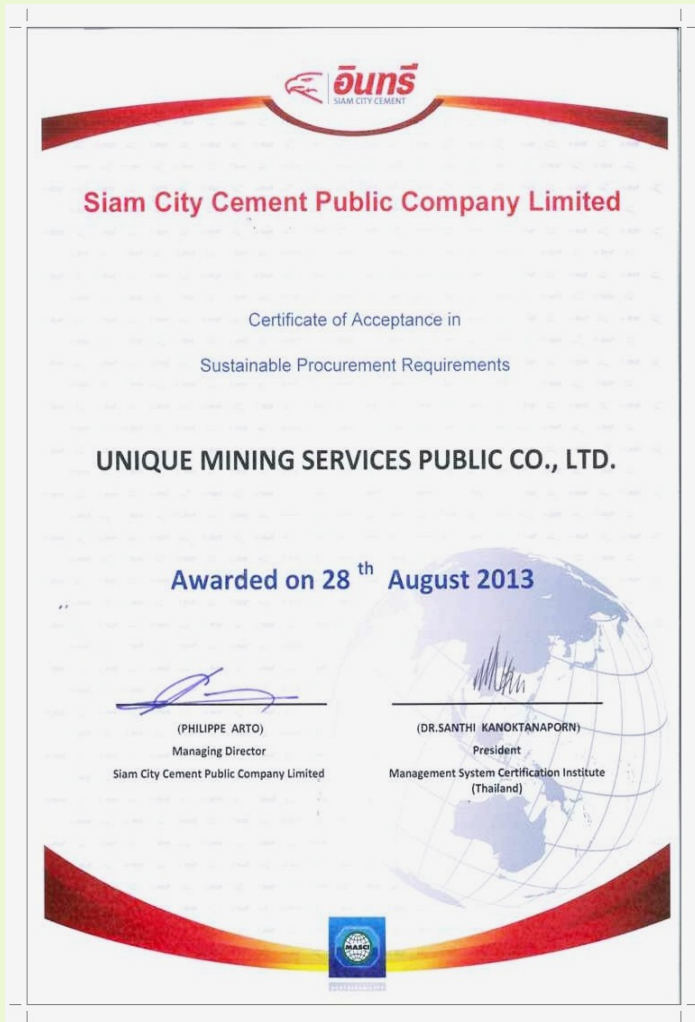 อินทรี
SIAM CITY CEMENT
Siam City Cement Public Company Limited
Certificate of Acceptance in
Sustainable Procurement Requirements
UNIQUE MINING SERVICES PUBLIC CO., LTD.
Awarded on 28 th August 2013
(PHILIPPE ARTO)
Managing Director
Siam City Cement Public Company Limited
(DR.SANTHI KANOKTANAPORN)
President
Management System Certification Institute
(Thailand)
MASCI